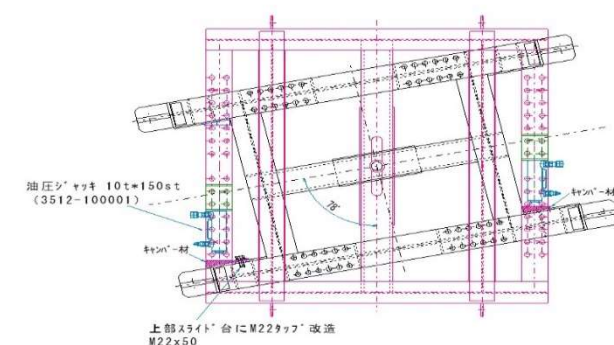 油圧ジャッキ 10t*150st
(3512-100001)
キャンバー材
キャンバー材
78°
上部スライド台にM22タップ改造
M22x50